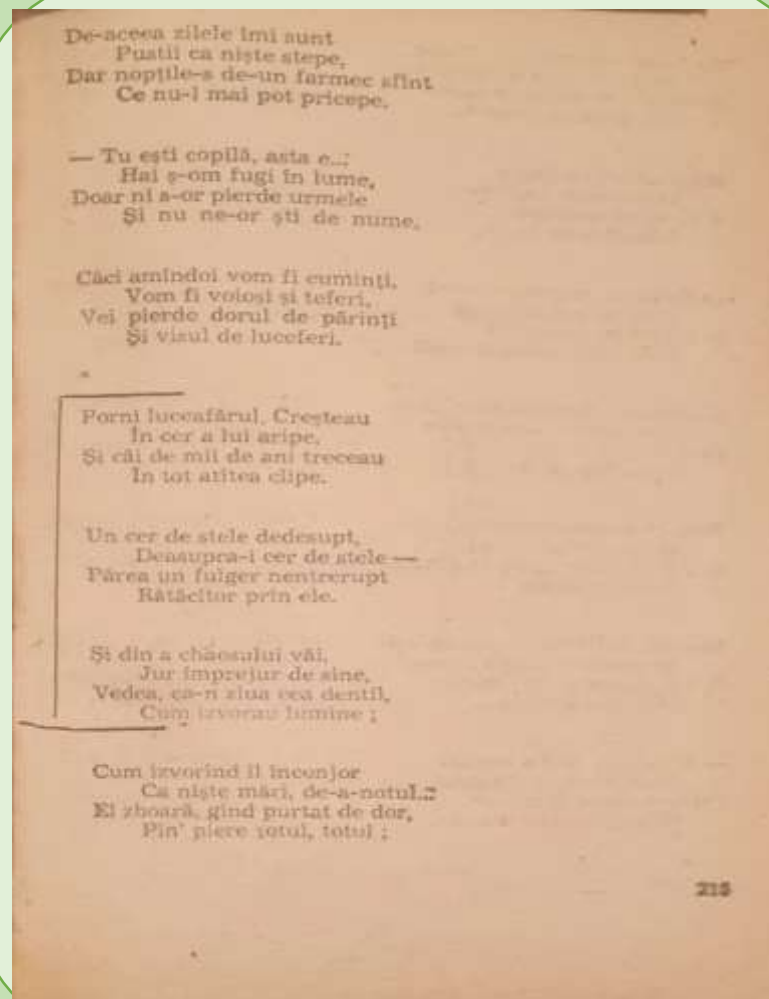 De-aceea zilele îmi sunt
Pustii ca niște stepe,
Dar nopțile-s de-un farmec sfînt
Ce nu-l mai pot pricepe.
— Tu ești copilă, asta e..:
Hai ș-om fugi în lume,
Doar ni s-or pierde urmele
Și nu ne-or ști de nume,
Căci amîndoi vom fi cuminți,
Vom fi voioși și teferi,
Vei pierde dorul de părinți
Și visul de luceferi.
Porni luceafărul. Creșteau
În cer a lui aripe,
Și căi de mii de ani treceau
În tot atîtea clipe.
Un cer de stele dedesupt,
Deasupra-i cer de stele —
Părea un fulger nentrerupt
Rătăcitor prin ele.
Și din a chaosului văi,
Jur împrejur de sine,
Vedea, ca-n ziua cea dentîi,
Cum izvorau lumine ;
Cum izvorînd îl înconjor
Ca niște mări, de-a-notul..:
El zboară, gînd purtat de dor,
Pîn' piere totul, totul ;
215